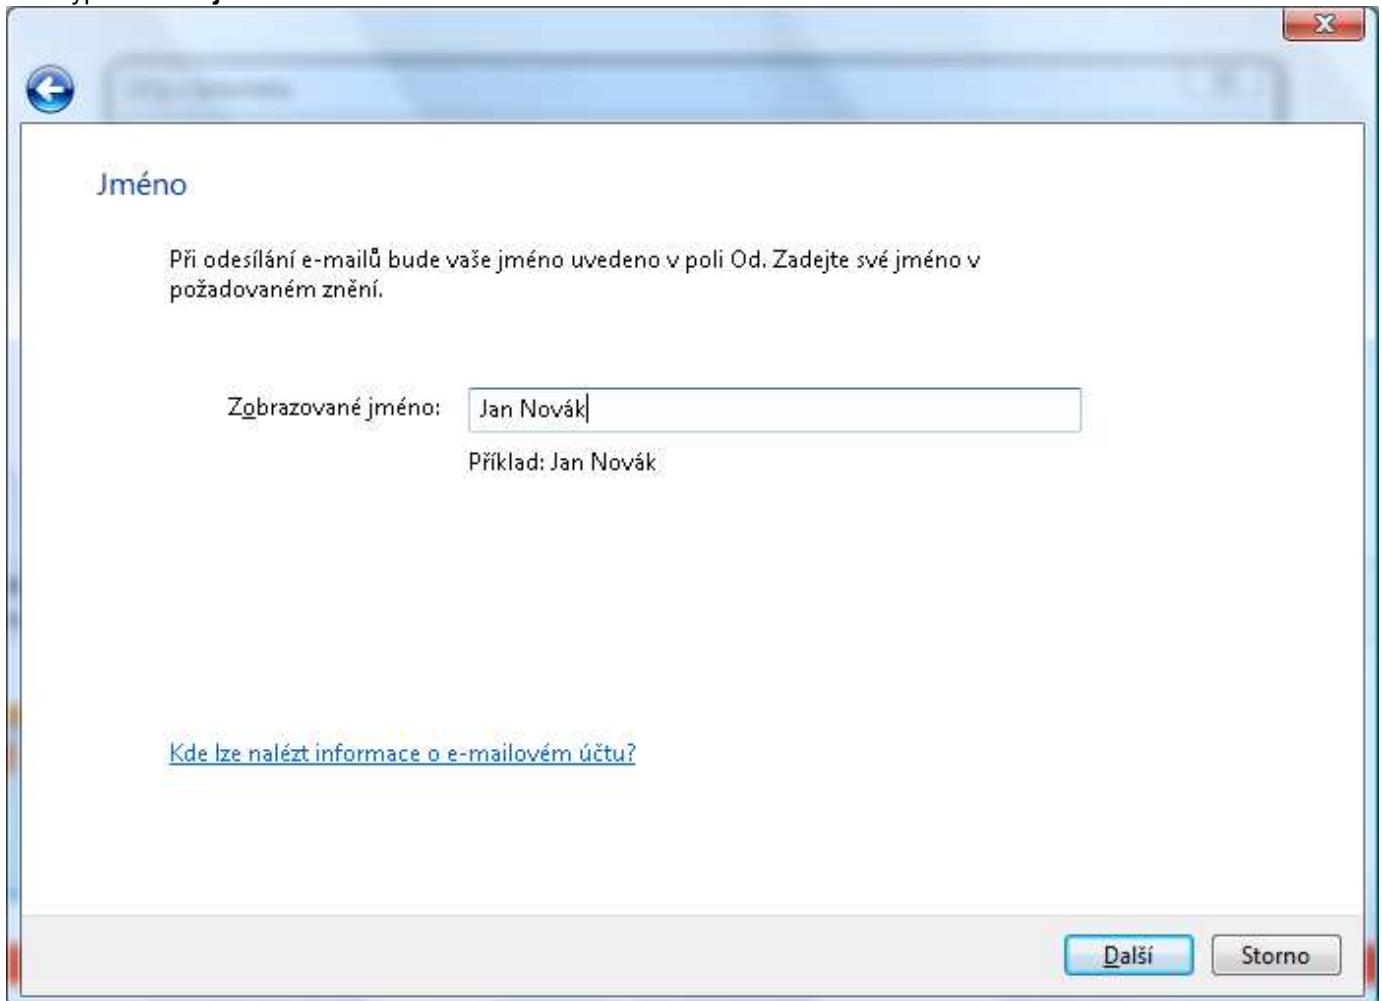 Jméno
Při odesílání e-mailů bude vaše jméno uvedeno v poli Od. Zadejte své jméno v
požadovaném znění.
Zobrazované jméno: Jan Novák
Příklad: Jan Novák
Kde lze nalézt informace o e-mailovém účtu?
Další Storno